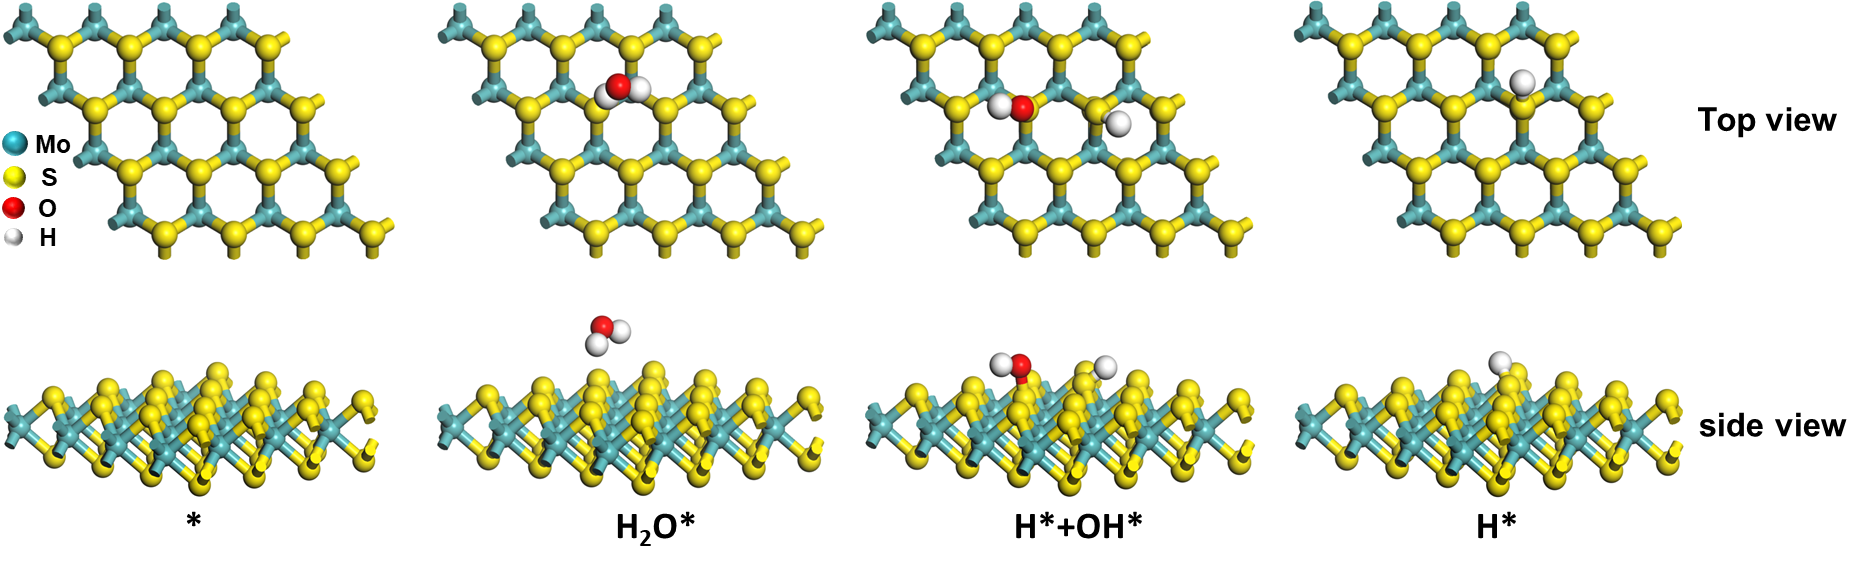 Mo
S
O
H
Top view
side view
*
H₂O*
H*+OH*
H*